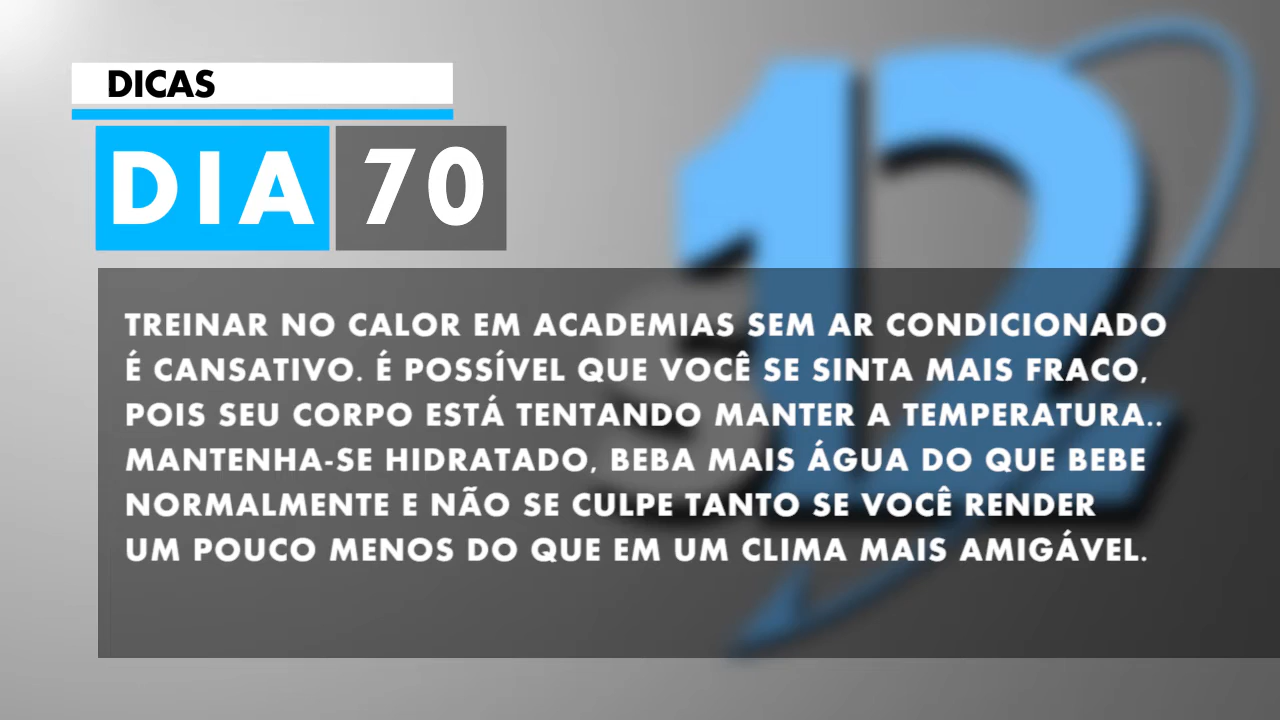 DICAS
DIA 70
12
TREINAR NO CALOR EM ACADEMIAS SEM AR CONDICIONADO
É CANSATIVO. É POSSÍVEL QUE VOCÊ SE SINTA MAIS FRACO,
POIS SEU CORPO ESTÁ TENTANDO MANTER A TEMPERATURA..
MANTENHA-SE HIDRATADO, BEBA MAIS ÁGUA DO QUE BEBE
NORMALMENTE E NÃO SE CULPE TANTO SE VOCÊ RENDER
UM POUCO MENOS DO QUE EM UM CLIMA MAIS AMIGÁVEL.